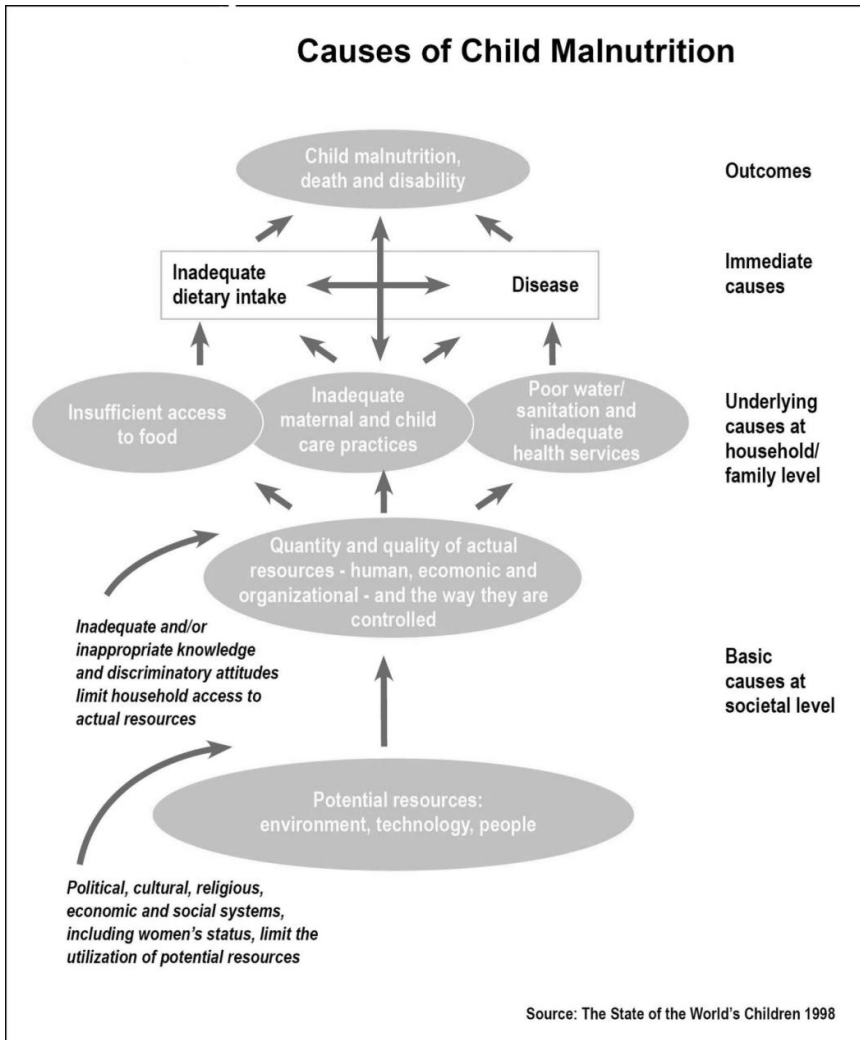 Causes of Child Malnutrition
Child malnutrition,
death and disability
Outcomes
Inadequate
dietary intake
Disease
Immediate
causes
Insufficient access
to food
Inadequate
maternal and child
care practices
Poor water/
sanitation and
inadequate
health services
Underlying
causes at
household/
family level
Quantity and quality of actual
resources - human, ecomonic and
organizational - and the way they are
controlled
Inadequate and/or
inappropriate knowledge
and discriminatory attitudes
limit household access to
actual resources
Basic
causes at
societal level
Potential resources:
environment, technology, people
Political, cultural, religious,
economic and social systems,
including women's status, limit the
utilization of potential resources
Source: The State of the World's Children 1998